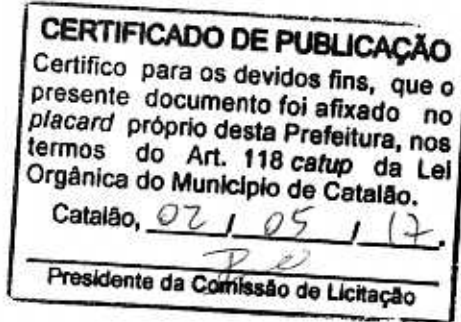 CERTIFICADO DE PUBLICAÇÃO
Certifico para os devidos fins, que o
presente documento foi afixado no
placard próprio desta Prefeitura, nos
termos do Art. 118 catup da Lei
Orgânica do Município de Catalão.
Catalão, 02 / 05 / 17.
Presidente da Comissão de Licitação